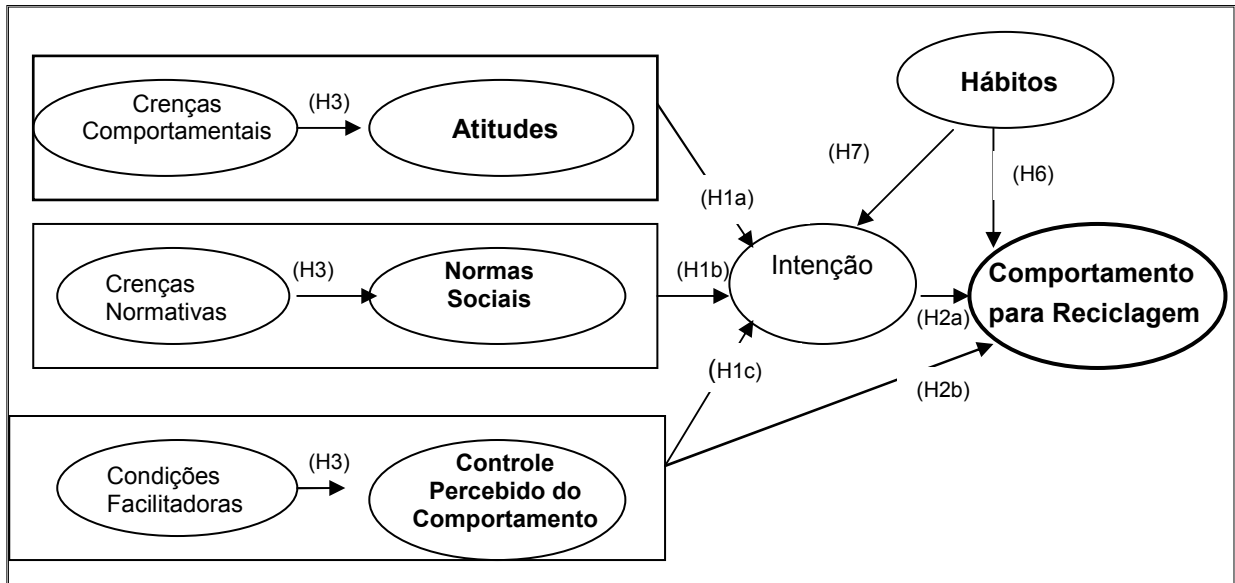 Crenças
Comportamentais
(H3)
Atitudes
Hábitos
(H7)
(H6)
(H1a)
Crenças
Normativas
(H3)
Normas
Sociais
(H1b)
Intenção
(H2a)
Comportamento
para Reciclagem
(H1c)
(H2b)
Condições
Facilitadoras
(H3)
Controle
Percebido do
Comportamento